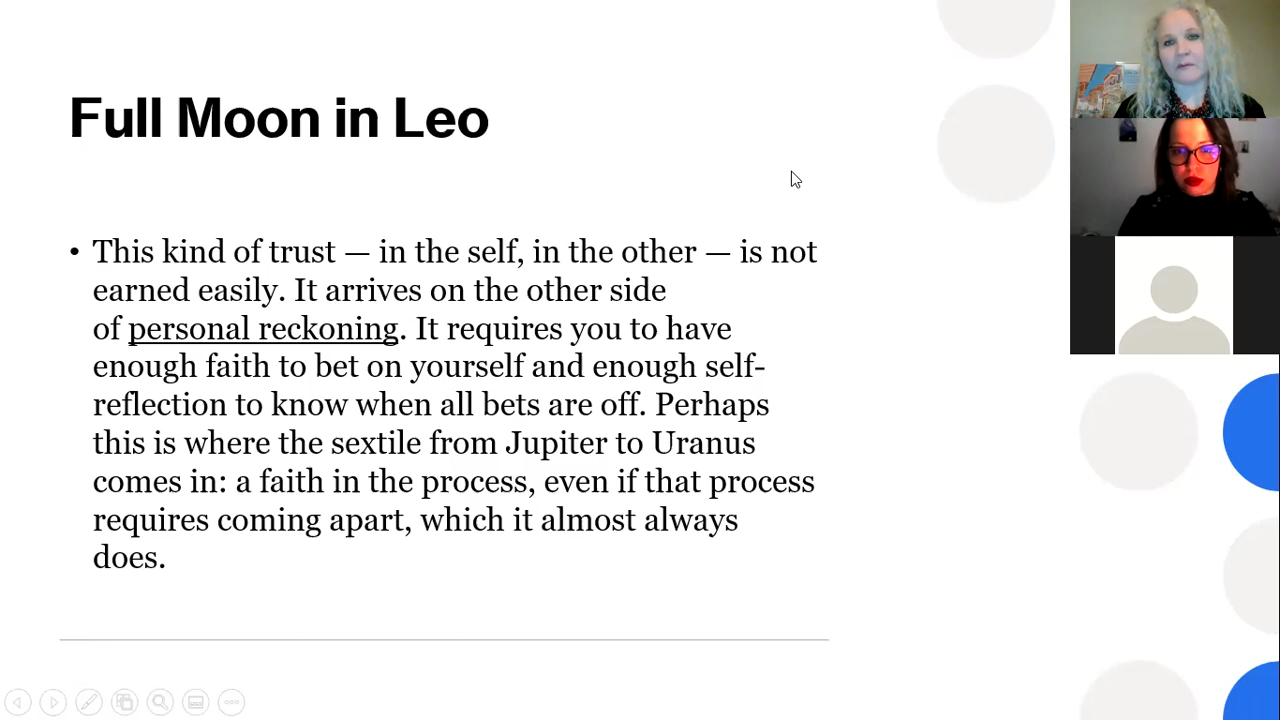 Full Moon in Leo
• This kind of trust — in the self, in the other — is not
earned easily. It arrives on the other side
of personal reckoning. It requires you to have
enough faith to bet on yourself and enough self-
reflection to know when all bets are off. Perhaps
this is where the sextile from Jupiter to Uranus
comes in: a faith in the process, even if that process
requires coming apart, which it almost always
does.